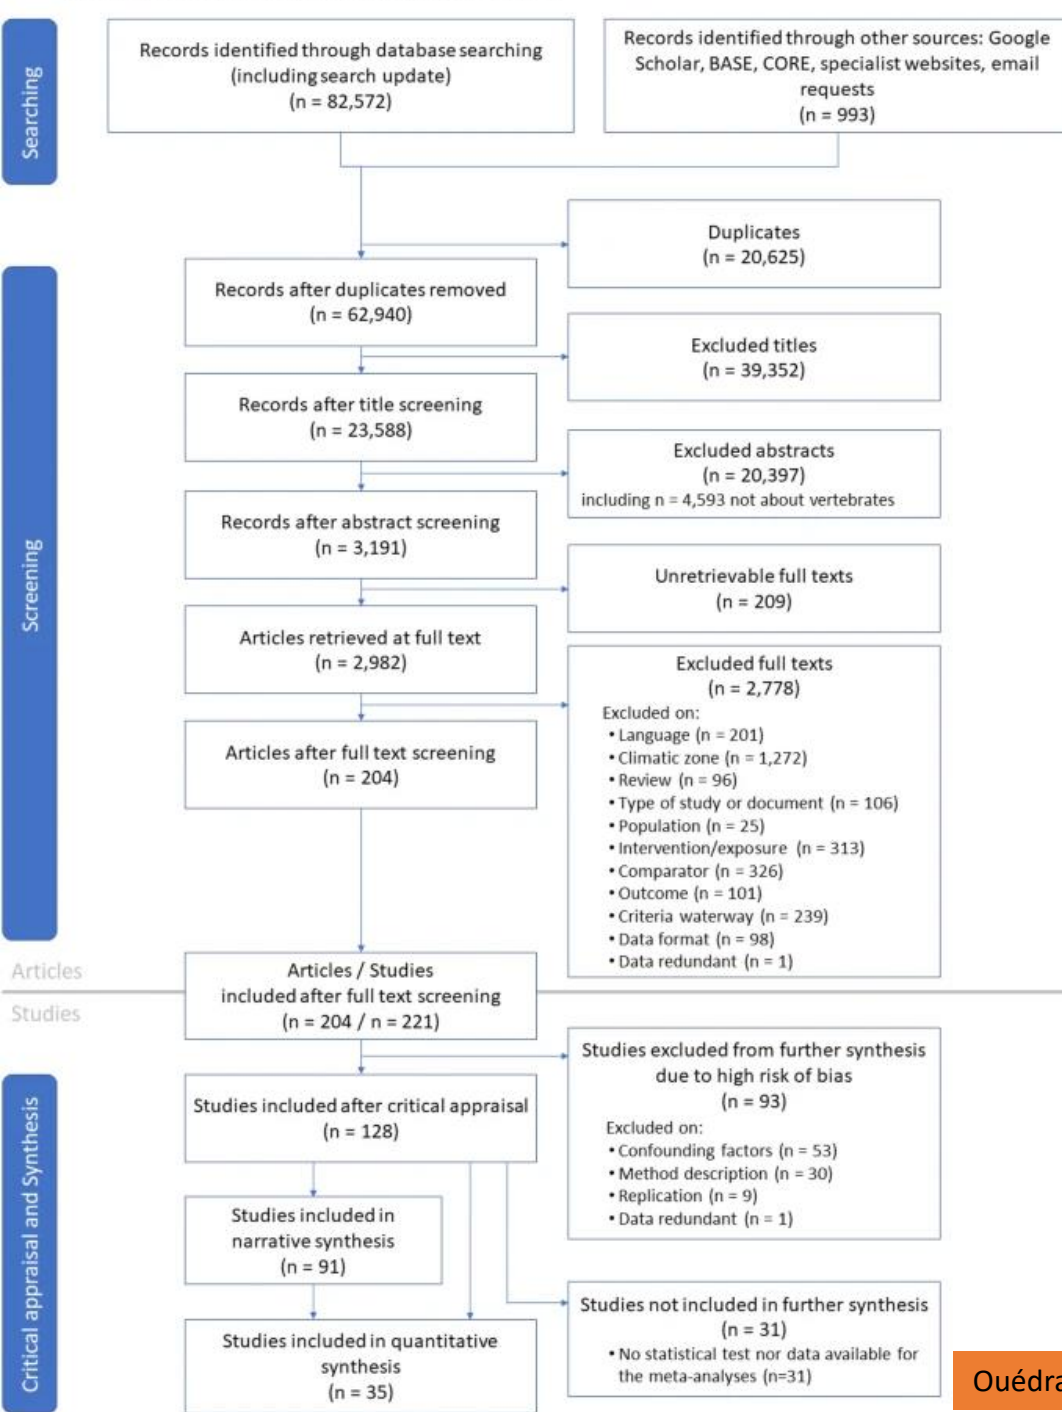 Searching
Records identified through database searching
(including search update)
(n = 82,572)
Records identified through other sources: Google
Scholar, BASE, CORE, specialist websites, email
requests
(n = 993)
Screening
Duplicates
(n = 20,625)
Records after duplicates removed
(n = 62,940)
Excluded titles
(n = 39,352)
Records after title screening
(n = 23,588)
Excluded abstracts
(n = 20,397)
including n = 4,593 not about vertebrates
Records after abstract screening
(n = 3,191)
Unretrievable full texts
(n = 209)
Articles retrieved at full text
(n = 2,982)
Excluded full texts
(n = 2,778)
Excluded on:
• Language (n = 201)
• Climatic zone (n = 1,272)
• Review (n = 96)
• Type of study or document (n = 106)
• Population (n = 25)
• Intervention/exposure (n = 313)
• Comparator (n = 326)
• Outcome (n = 101)
• Criteria waterway (n = 239)
• Data format (n = 98)
• Data redundant (n = 1)
Articles after full text screening
(n = 204)
Articles
Studies
Articles / Studies
included after full text screening
(n = 204 / n = 221)
Critical appraisal and Synthesis
Studies excluded from further synthesis
due to high risk of bias
(n = 93)
Excluded on:
• Confounding factors (n = 53)
• Method description (n = 30)
• Replication (n = 9)
• Data redundant (n = 1)
Studies included after critical appraisal
(n = 128)
Studies included in
narrative synthesis
(n = 91)
Studies not included in further synthesis
(n = 31)
• No statistical test nor data available for
the meta-analyses (n=31)
Studies included in quantitative
synthesis
(n = 35)
Ouédra